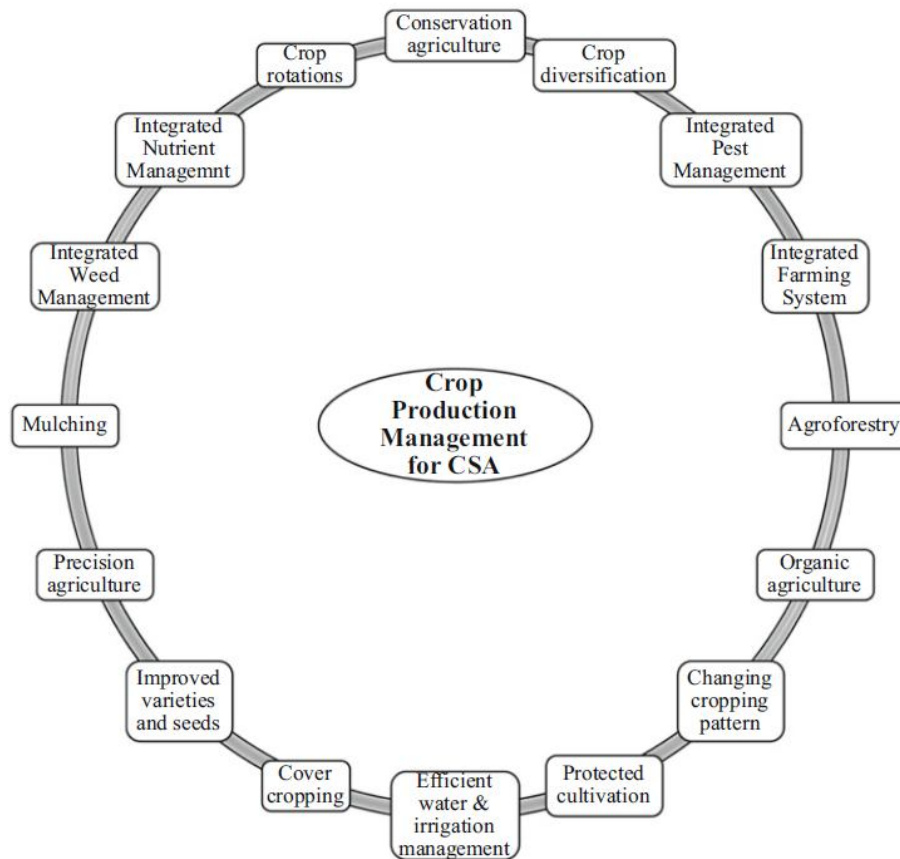 Conservation
agriculture
Crop
diversification
Integrated
Pest
Management
Integrated
Farming
System
Agroforestry
Organic
agriculture
Changing
cropping
pattern
Protected
cultivation
Efficient
water &
irrigation
management
Cover
cropping
Improved
varieties
and seeds
Precision
agriculture
Mulching
Integrated
Weed
Management
Integrated
Nutrient
Managemnt
Crop
rotations
Crop
Production
Management
for CSA